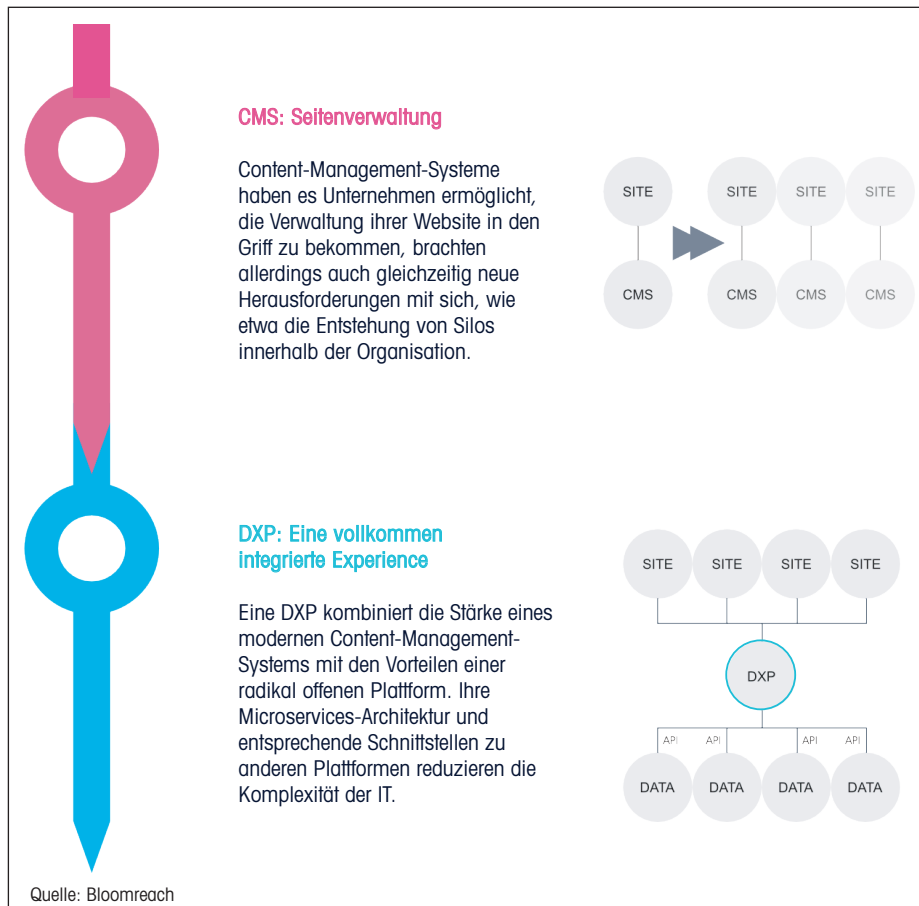 CMS: Seitenverwaltung
Content-Management-Systeme
haben es Unternehmen ermöglicht,
die Verwaltung ihrer Website in den
Griff zu bekommen, brachten
allerdings auch gleichzeitig neue
Herausforderungen mit sich, wie
etwa die Entstehung von Silos
innerhalb der Organisation.
SITE SITE SITE SITE
CMS CMS CMS CMS
DXP: Eine vollkommen
integrierte Experience
Eine DXP kombiniert die Stärke eines
modernen Content-Management-
Systems mit den Vorteilen einer
radikal offenen Plattform. Ihre
Microservices-Architektur und
entsprechende Schnittstellen zu
anderen Plattformen reduzieren die
Komplexität der IT.
SITE SITE SITE SITE
DXP
API API API API
DATA DATA DATA DATA
Quelle: Bloomreach